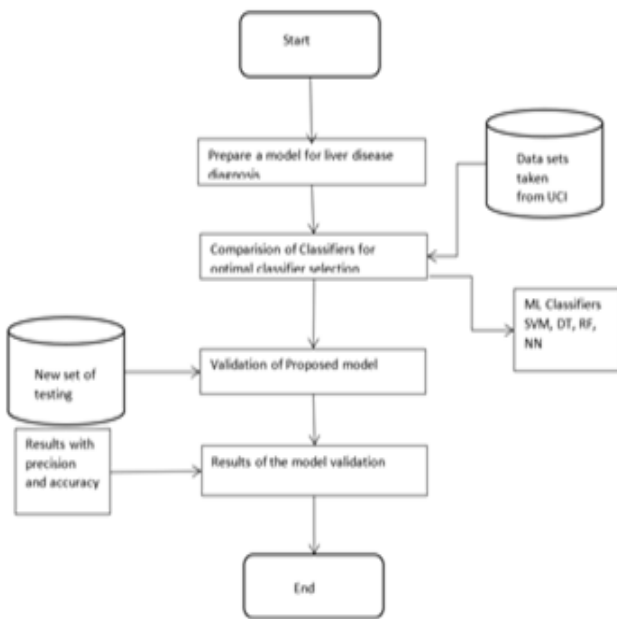 Start
Prepare a model for liver disease
diagnosis
Data sets
taken
from UCI
Comparision of Classifiers for
optimal classifier selection
ML Classifiers
SVM, DT, RF,
NN
New set of
testing
Validation of Proposed model
Results with
precision
and accuracy
Results of the model validation
End